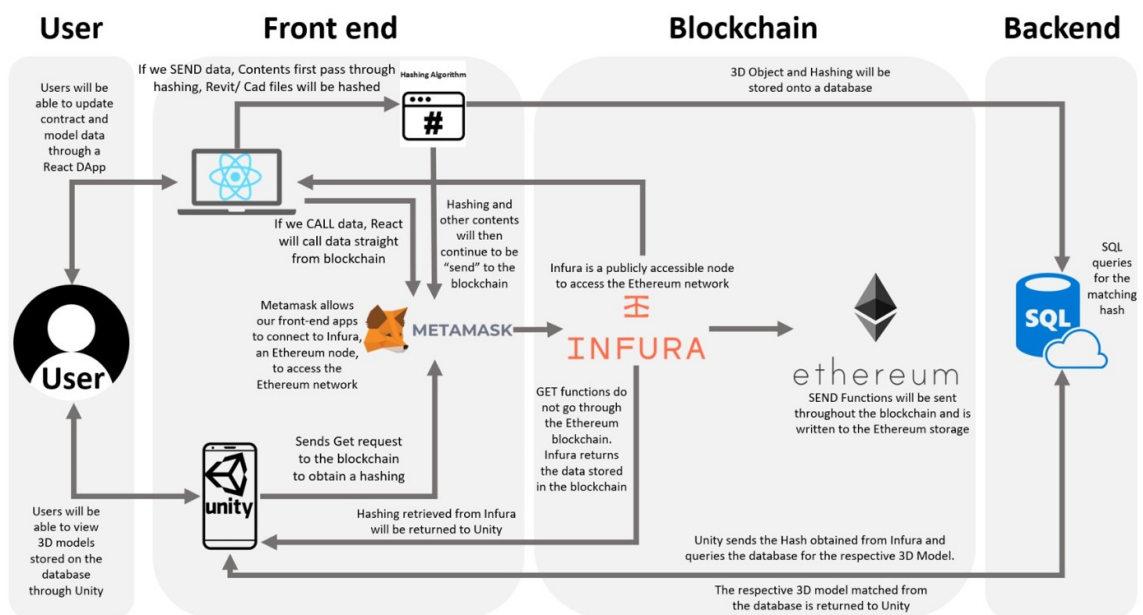 User
Front end
Blockchain
Backend
Users will be
able to update
contract and
model data
through a
React DApp
If we SEND data, Contents first pass through
hashing, Revit/ Cad files will be hashed
Hashing Algorithm
#
3D Object and Hashing will be
stored onto a database
If we CALL data, React
will call data straight
from blockchain
Hashing and
other contents
will then
continue to be
“send” to the
blockchain
Infura is a publicly accessible node
to access the Ethereum network
SQL
queries
for the
matching
hash
User
Metamask allows
our front-end apps
to connect to Infura,
an Ethereum node,
to access the
Ethereum network
METAMASK
INFURA
ethereum
SQL
GET functions do
not go through
the Ethereum
blockchain.
Infura returns
the data stored
in the blockchain
SEND Functions will be sent
throughout the blockchain and is
written to the Ethereum storage
Sends Get request
to the blockchain
to obtain a hashing
unity
Users will be
able to view
3D models
stored on the
database
through Unity
Hashing retrieved from Infura
will be returned to Unity
Unity sends the Hash obtained from Infura and
queries the database for the respective 3D Model.
The respective 3D model matched from
the database is returned to Unity